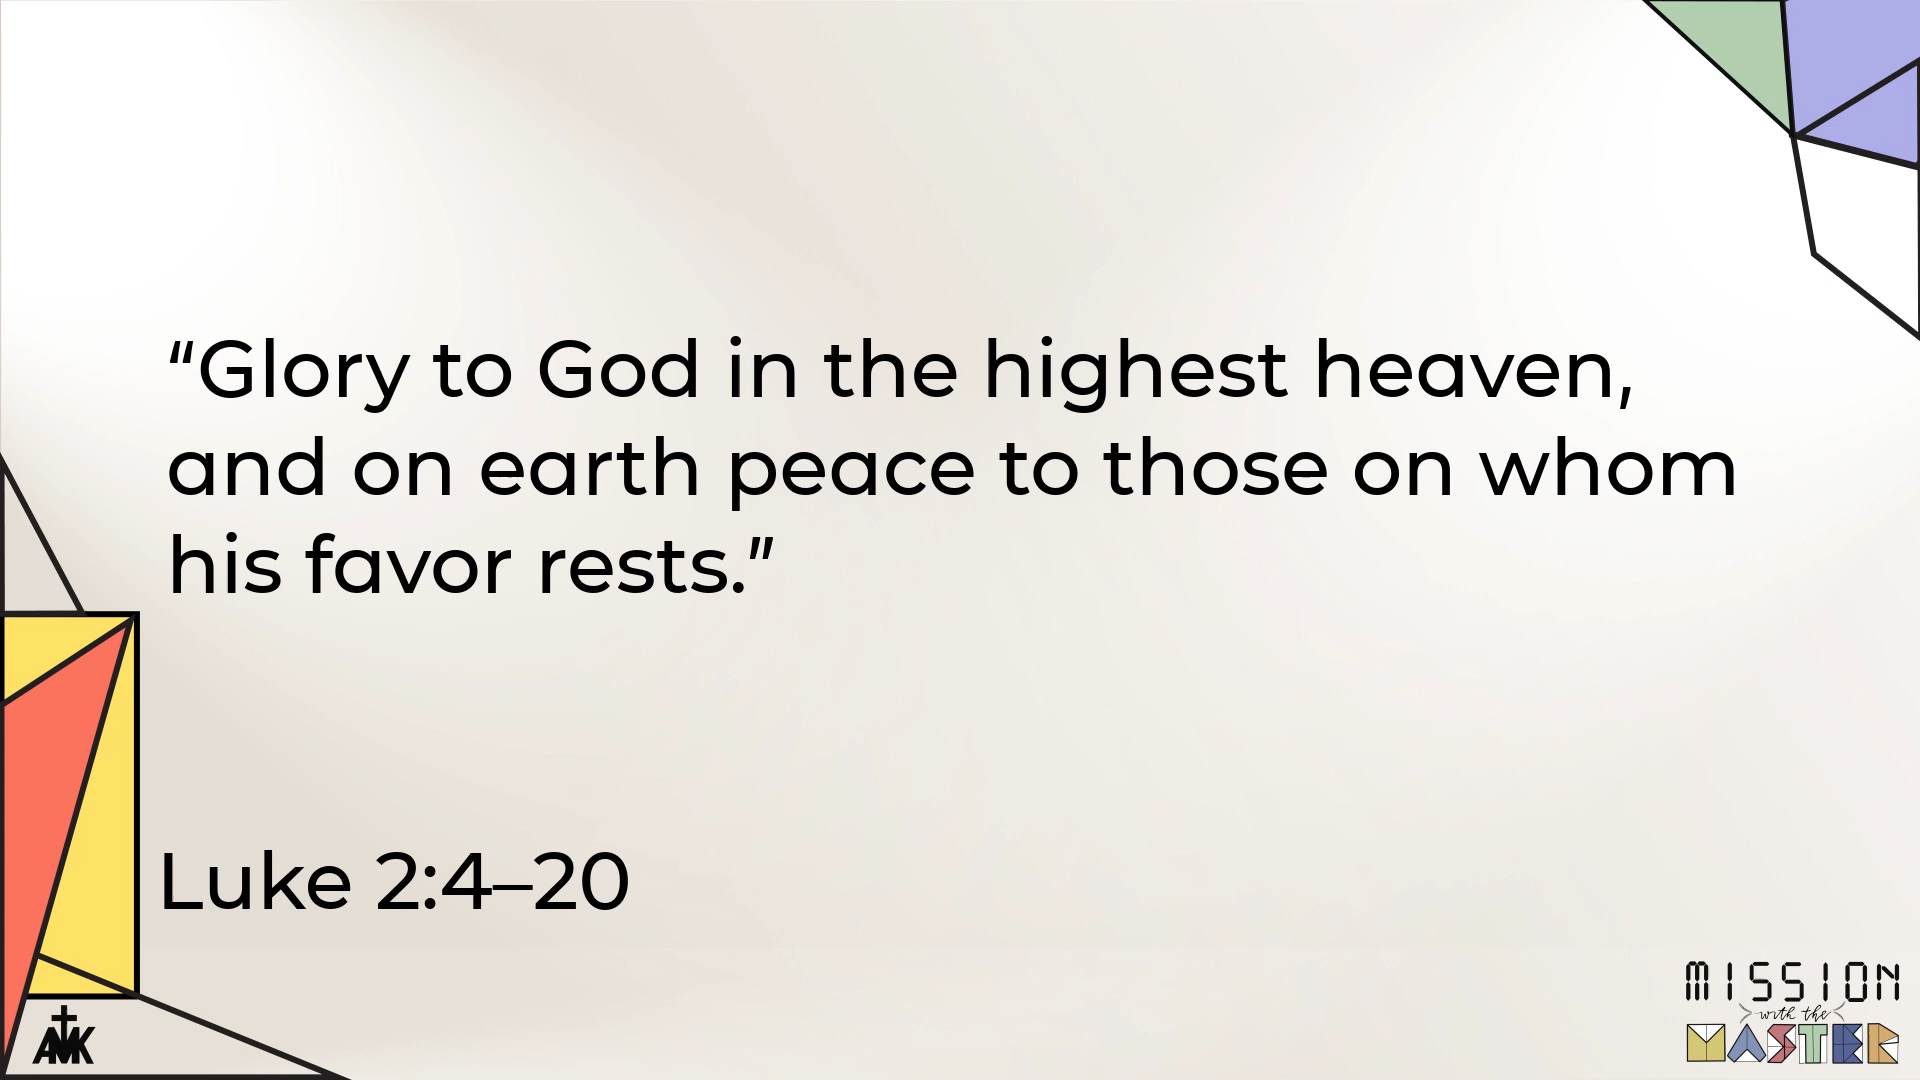 “Glory to God in the highest heaven,
and on earth peace to those on whom
his favor rests.”
Luke 2:4–20
AMK
MISSION
with the
MASTER